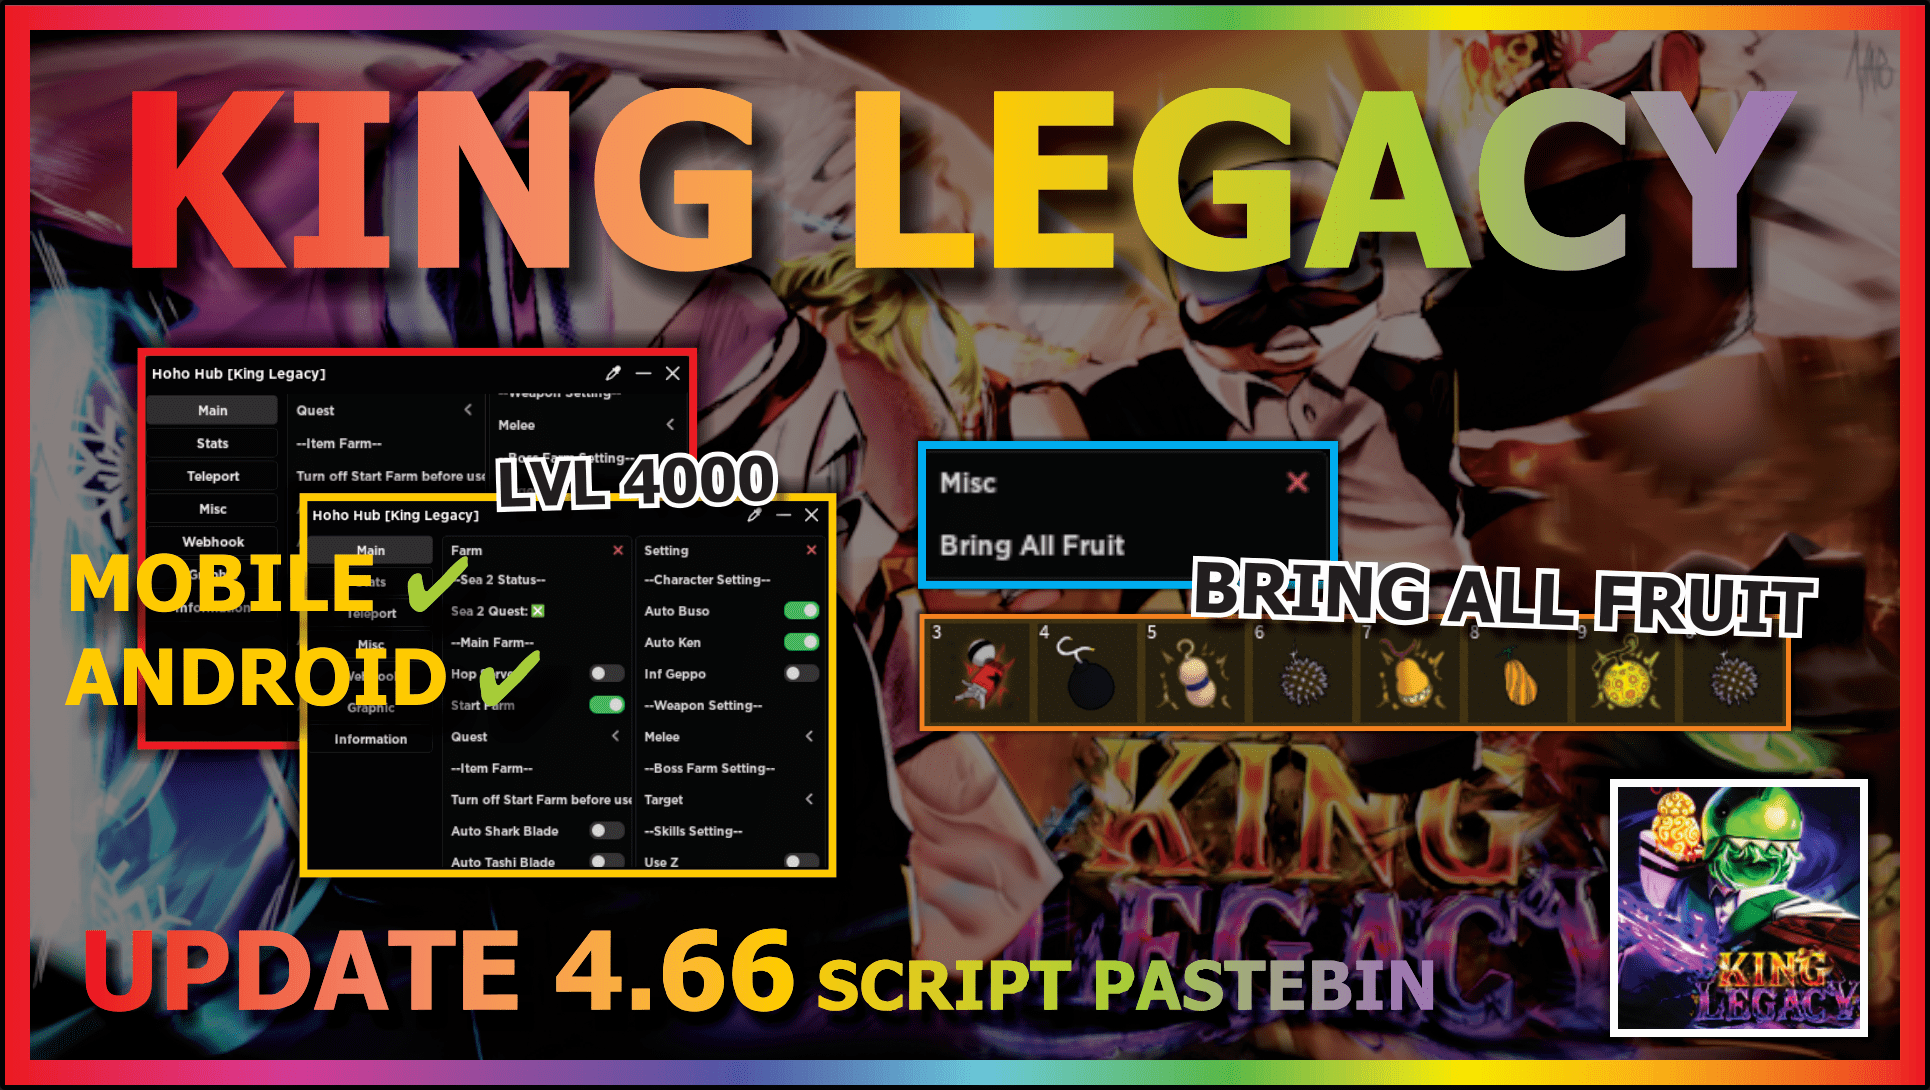 KING LEGACY
Hoho Hub [King Legacy]
Main
Stats
Teleport
Misc
Webhook
Quest
--Item Farm--
Turn off Start Farm before use
--Weapon Setting--
Melee
--Boss Farm Setting--
LVL 4000
Hoho Hub [King Legacy]
Main
Teleport
Misc
Graphic
Information
Farm
--Sea 2 Status--
Sea 2 Quest:
--Main Farm--
Hop
Start Farm
Quest
--Item Farm--
Turn off Start Farm before use
Auto Shark Blade
Auto Tashi Blade
Setting
--Character Setting--
Auto Buso
Auto Ken
Inf Geppo
--Weapon Setting--
Melee
--Boss Farm Setting--
Target
--Skills Setting--
Use Z
MOBILE ✔
ANDROID ✔
Misc
Bring All Fruit
BRING ALL FRUIT
3 4 5 6 7 8 9
KING
LEGACY
KING
LEGACY
UPDATE 4.66 SCRIPT PASTEBIN